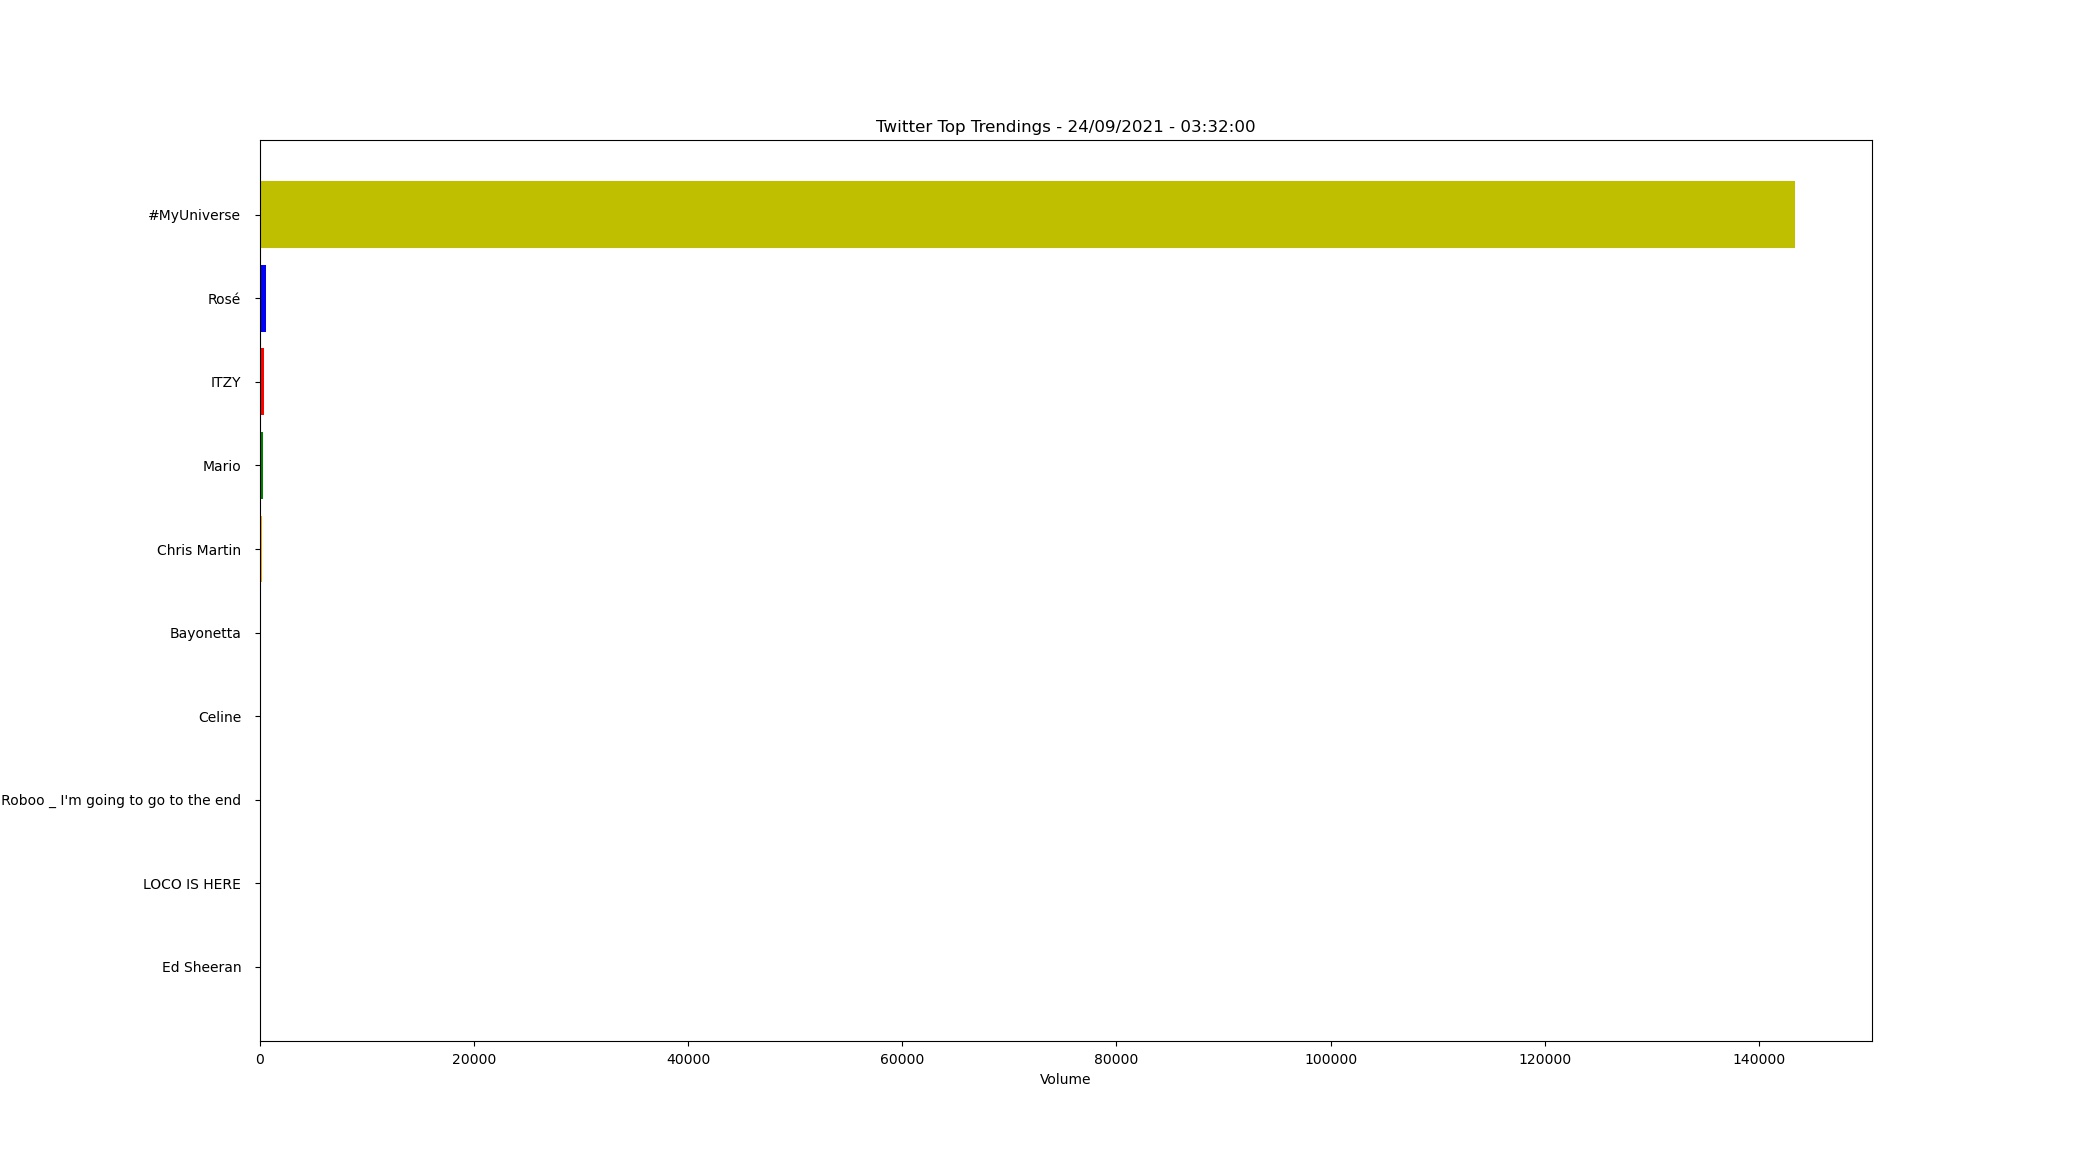 Twitter Top Trendings - 24/09/2021 - 03:32:00
#MyUniverse
Rosé
ITZY
Mario
Chris Martin
Bayonetta
Celine
Roboo _ I'm going to go to the end
LOCO IS HERE
Ed Sheeran
0 20000 40000 60000 80000 100000 120000 140000
Volume